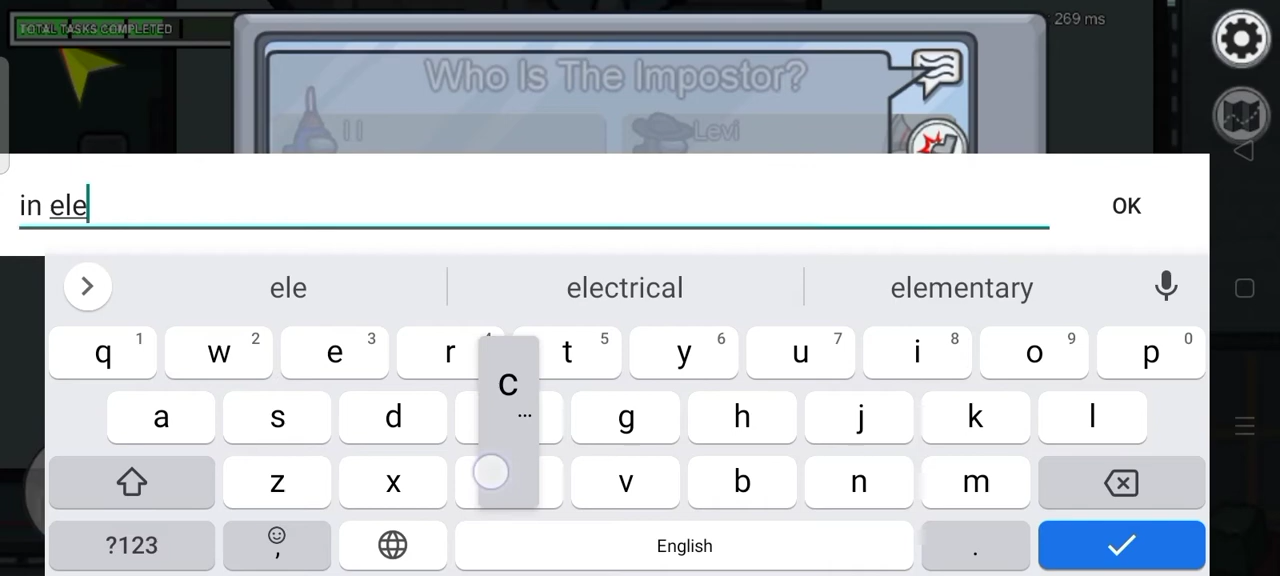 TOTAL TASKS COMPLETED
269 ms
Who Is The Impostor?
Levi
in ele
OK
ele electrical elementary
q 1 w 2 e 3 r t 5 y 6 u 7 i 8 o 9 p 0
a s d g h j k l
c
...
z x v b n m
?123 , English .